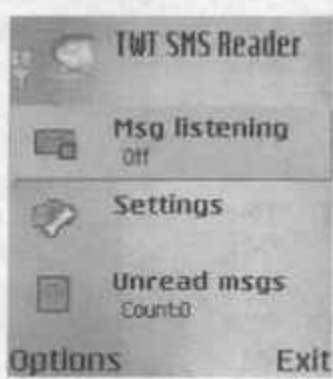 TWT SMS Reader
Msg listening
Off
Settings
Unread msgs
Count:0
Options Exit